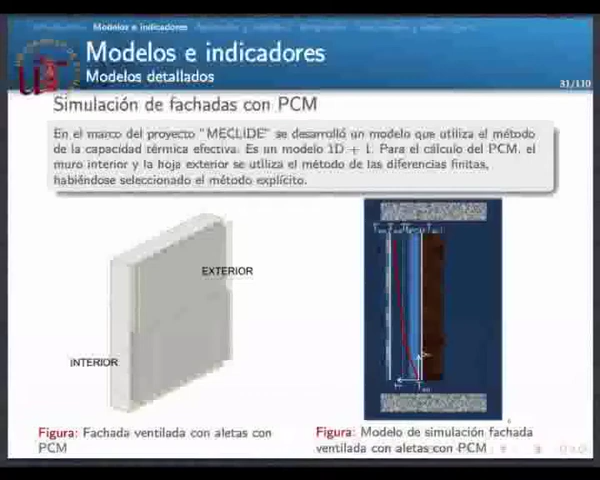 Modelos e indicadores
Modelos e indicadores
Modelos detallados
31/110
Simulación de fachadas con PCM
En el marco del proyecto "MECLIDE" se desarrolló un modelo que utiliza el método
de la capacidad térmica efectiva. Es un modelo 1D + 1. Para el cálculo del PCM, el
muro interior y la hoja exterior se utiliza el método de las diferencias finitas,
habiéndose seleccionado el método explícito.
EXTERIOR
INTERIOR
Figura: Fachada ventilada con aletas con
PCM
Figura: Modelo de simulación fachada
ventilada con aletas con PCM